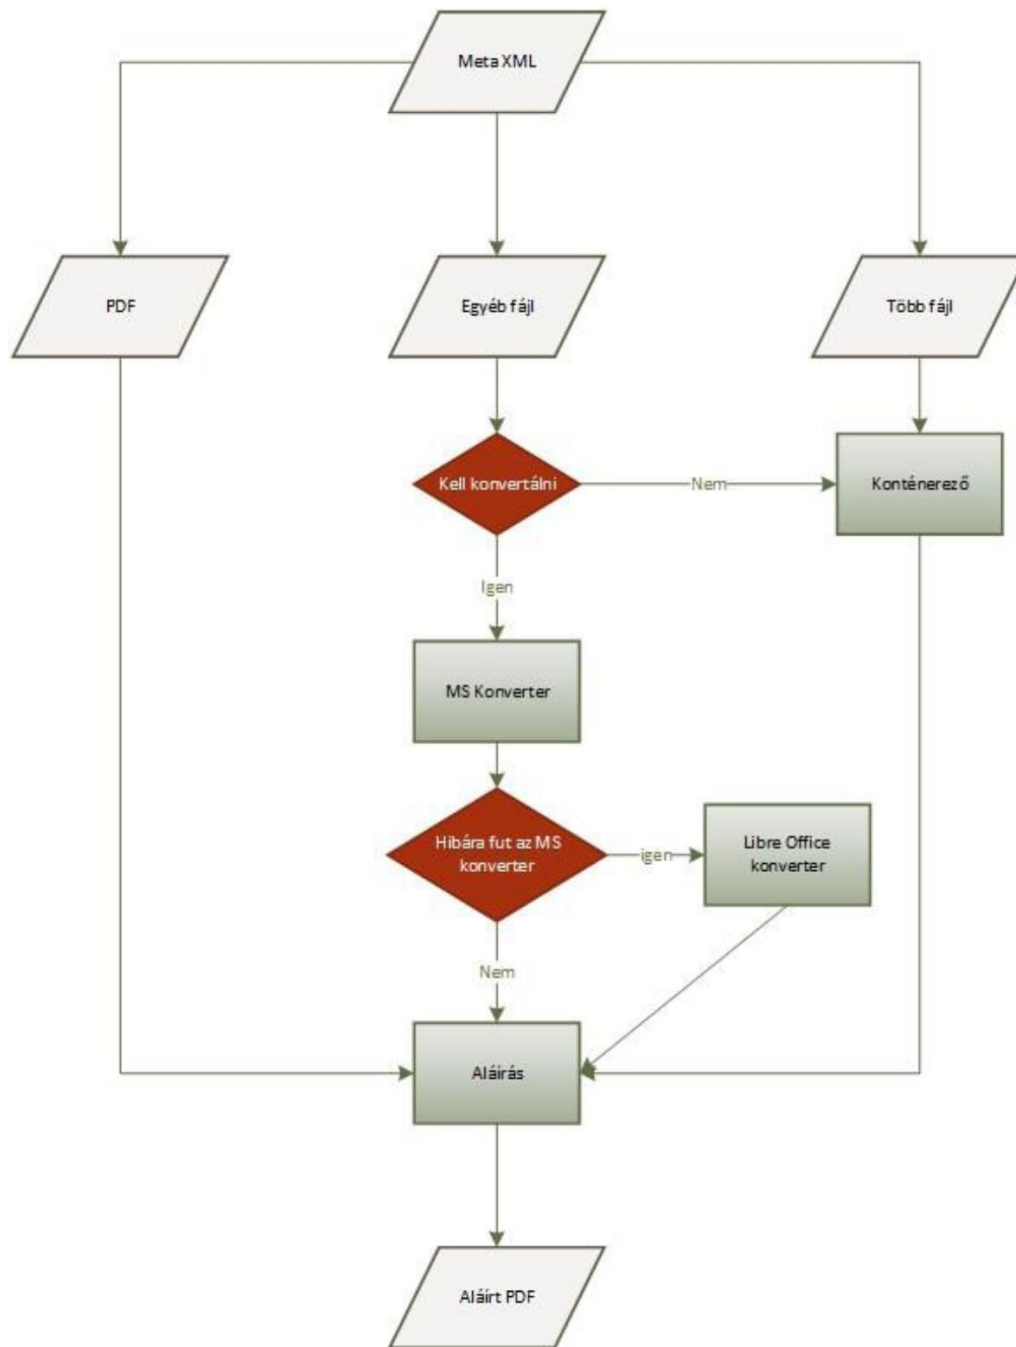 Meta XML
PDF
Egyéb fájl
Több fájl
Kell konvertálni
Nem
Konténerező
Igen
MS Konverter
Hibára fut az MS
konverter
igen
Libre Office
konverter
Nem
Aláírás
Aláírt PDF